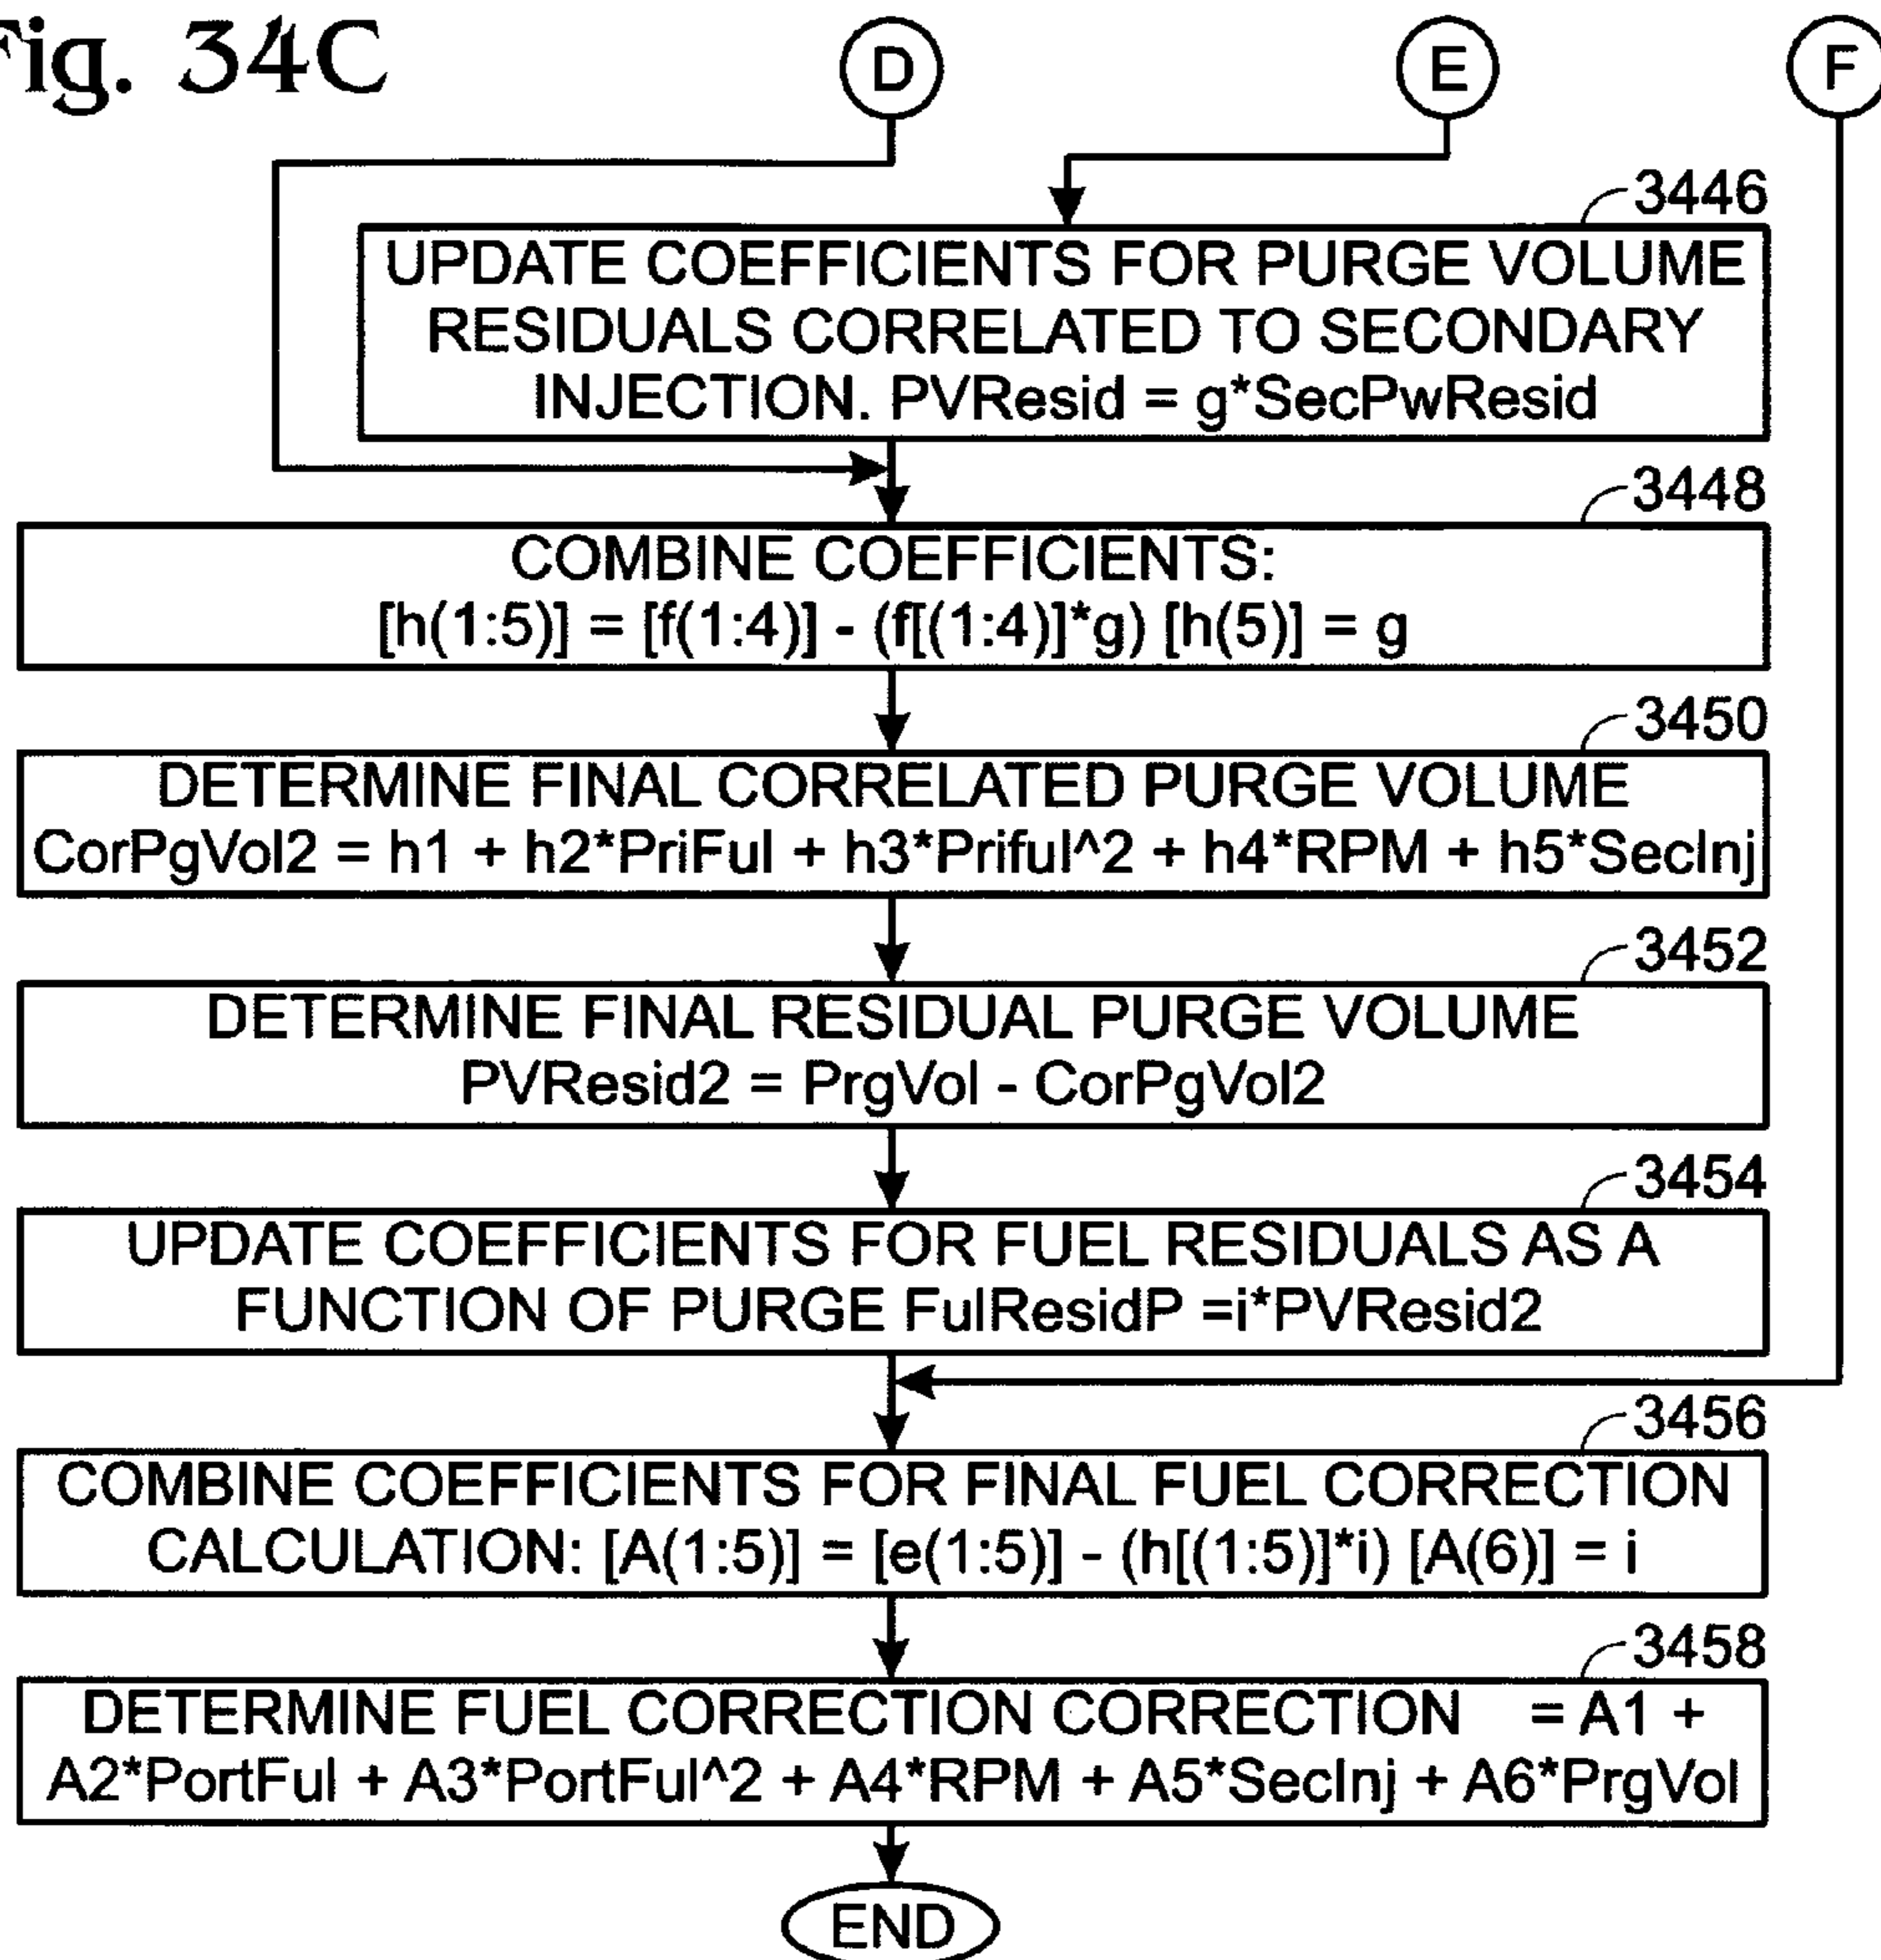 Fig. 34C
D
E
F
3446
UPDATE COEFFICIENTS FOR PURGE VOLUME
RESIDUALS CORRELATED TO SECONDARY
INJECTION. PVResid = g*SecPwResid
3448
COMBINE COEFFICIENTS:
[h(1:5)] = [f(1:4)] - (f[(1:4)]*g) [h(5)] = g
3450
DETERMINE FINAL CORRELATED PURGE VOLUME
CorPgVol2 = h1 + h2*PriFul + h3*Priful^2 + h4*RPM + h5*SecInj
3452
DETERMINE FINAL RESIDUAL PURGE VOLUME
PVResid2 = PrgVol - CorPgVol2
3454
UPDATE COEFFICIENTS FOR FUEL RESIDUALS AS A
FUNCTION OF PURGE FulResidP =i*PVResid2
3456
COMBINE COEFFICIENTS FOR FINAL FUEL CORRECTION
CALCULATION: [A(1:5)] = [e(1:5)] - (h[(1:5)]*i) [A(6)] = i
3458
DETERMINE FUEL CORRECTION CORRECTION = A1 +
A2*PortFul + A3*PortFul^2 + A4*RPM + A5*SecInj + A6*PrgVol
END